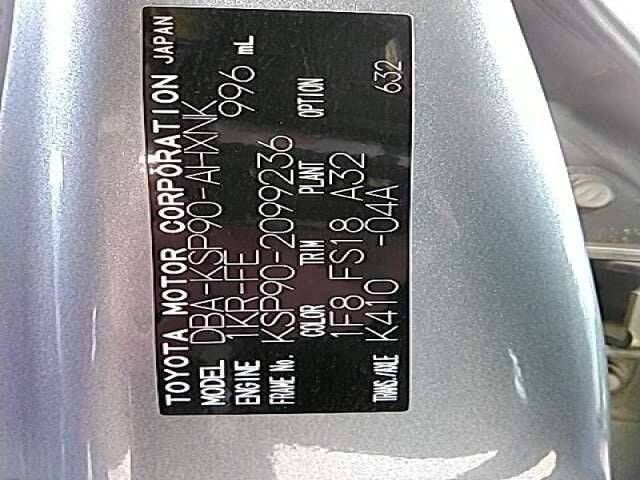 TOYOTA MOTOR CORPORATION JAPAN
MODEL DBA-KSP90-AHXNK
ENGINE 1KR-FE 996 mL
FRAME No. KSP90-2099236
COLOR TRIM PLANT OPTION
1F8 FS18 A32 632
TRANS./AXLE K410 -04A